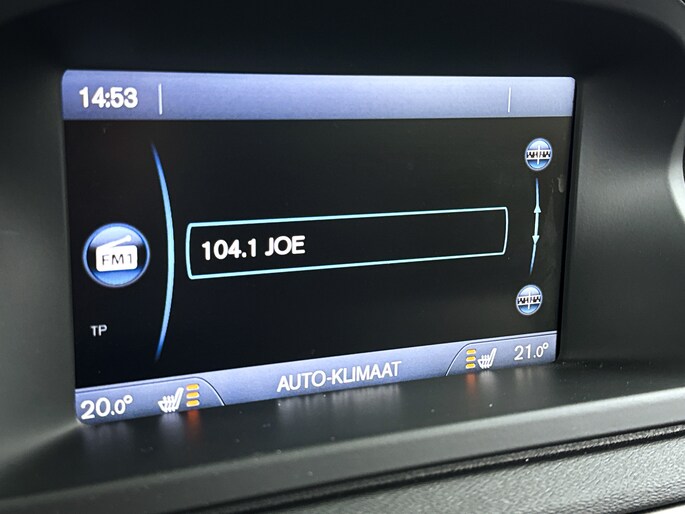 14:53
FM1
104.1 JOE
TP
20.0°
AUTO-KLIMAAT
21.0°